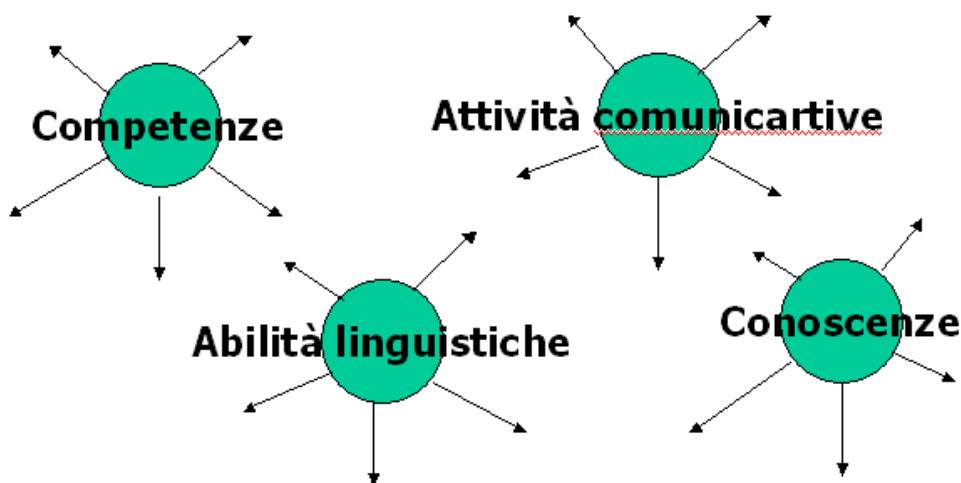 Competenze
Attività comunicartive
Abilità linguistiche
Conoscenze